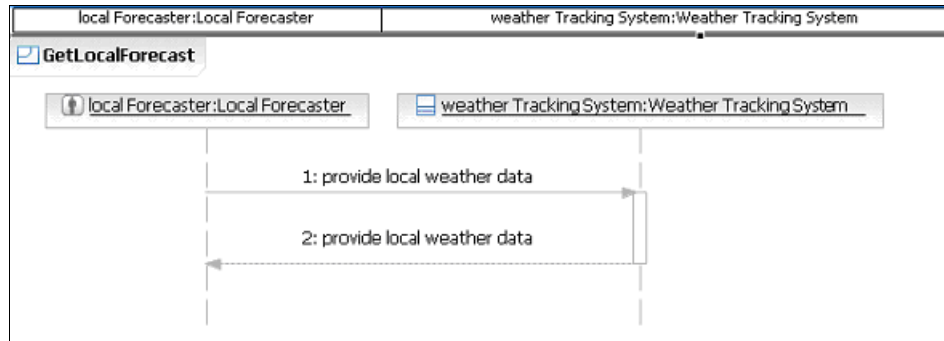 local Forecaster:Local Forecaster weather Tracking System:Weather Tracking System
GetLocalForecast
local Forecaster:Local Forecaster weather Tracking System:Weather Tracking System
1: provide local weather data
2: provide local weather data